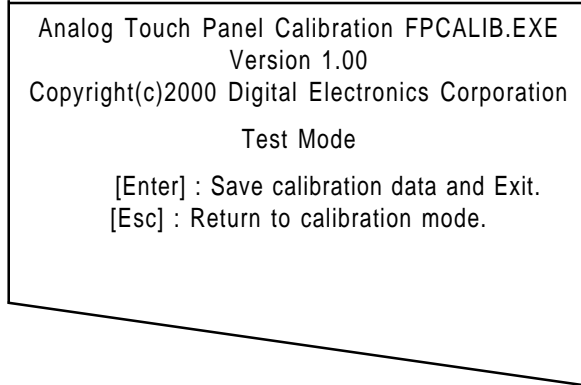 Analog Touch Panel Calibration FPCALIB.EXE
Version 1.00
Copyright(c)2000 Digital Electronics Corporation
Test Mode
[Enter] : Save calibration data and Exit.
[Esc] : Return to calibration mode.